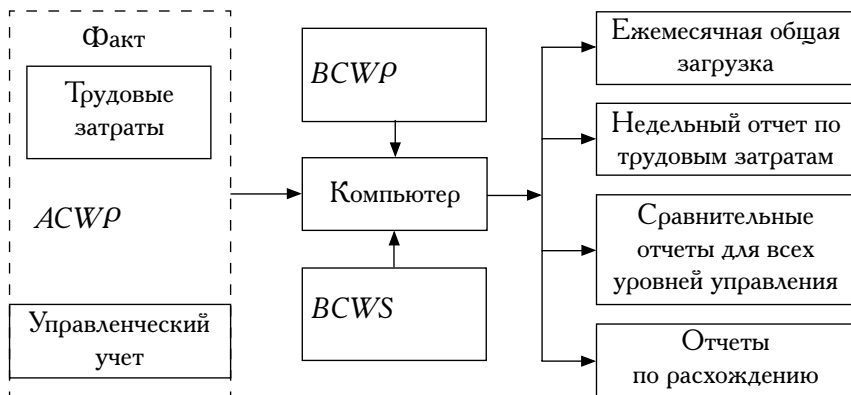 Факт
Трудовые
затраты
ACWP
Управленческий
учет
BCWP
Компьютер
BCWS
Ежемесячная общая
загрузка
Недельный отчет по
трудовым затратам
Сравнительные
отчеты для всех
уровней управления
Отчеты
по расхождению